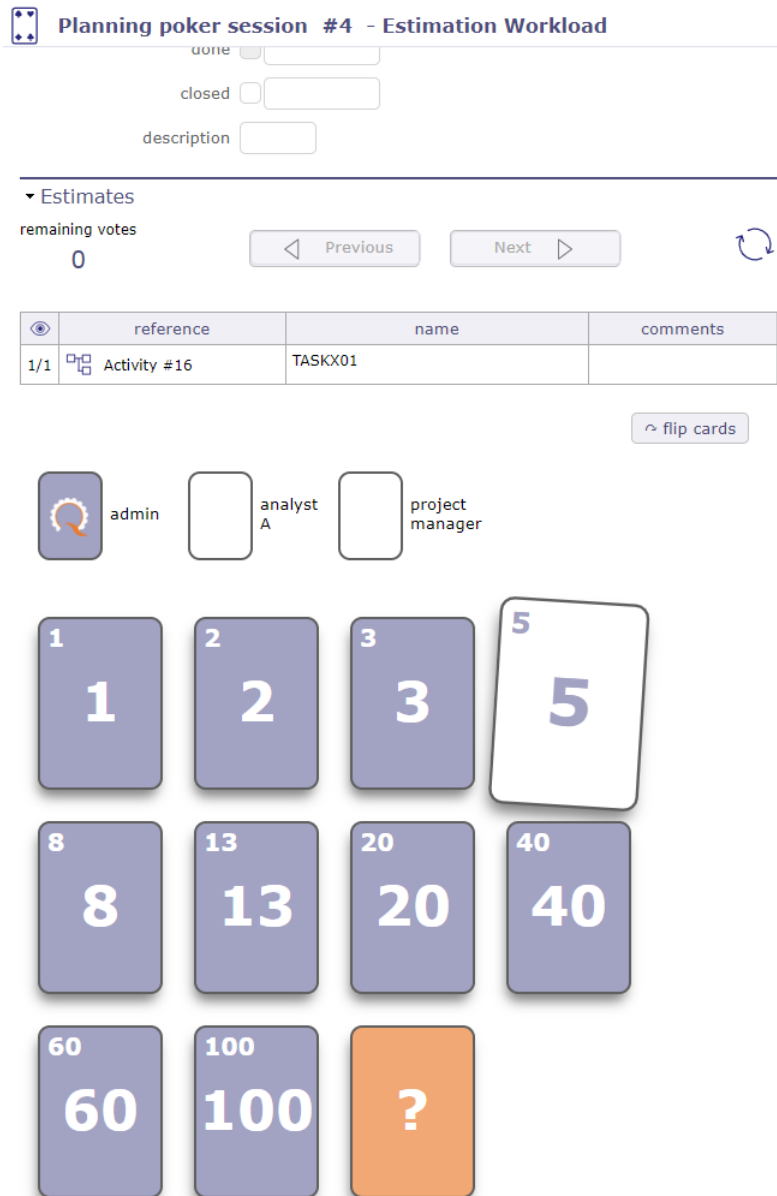 Planning poker session #4 - Estimation Workload
done
closed
description
Estimates
remaining votes
0
Previous
Next
reference name comments
1/1 Activity #16 TASKX01
flip cards
admin
analyst
A
project
manager
1 2 3 5
1 2 3 5
8 13 20 40
8 13 20 40
60 100
60 100 ?